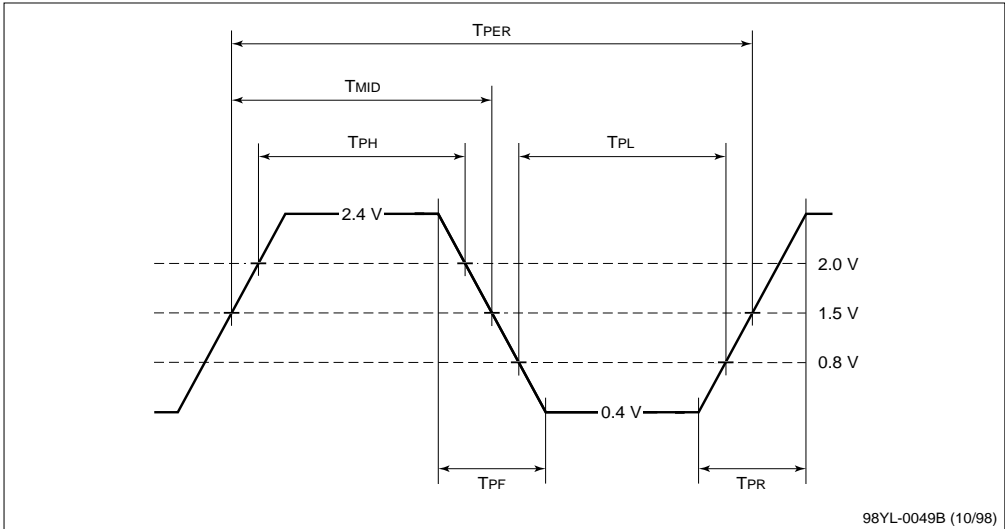 TPER
TMID
TPH
TPL
2.4 V
2.0 V
1.5 V
0.8 V
0.4 V
TPF
TPR
98YL-0049B (10/98)